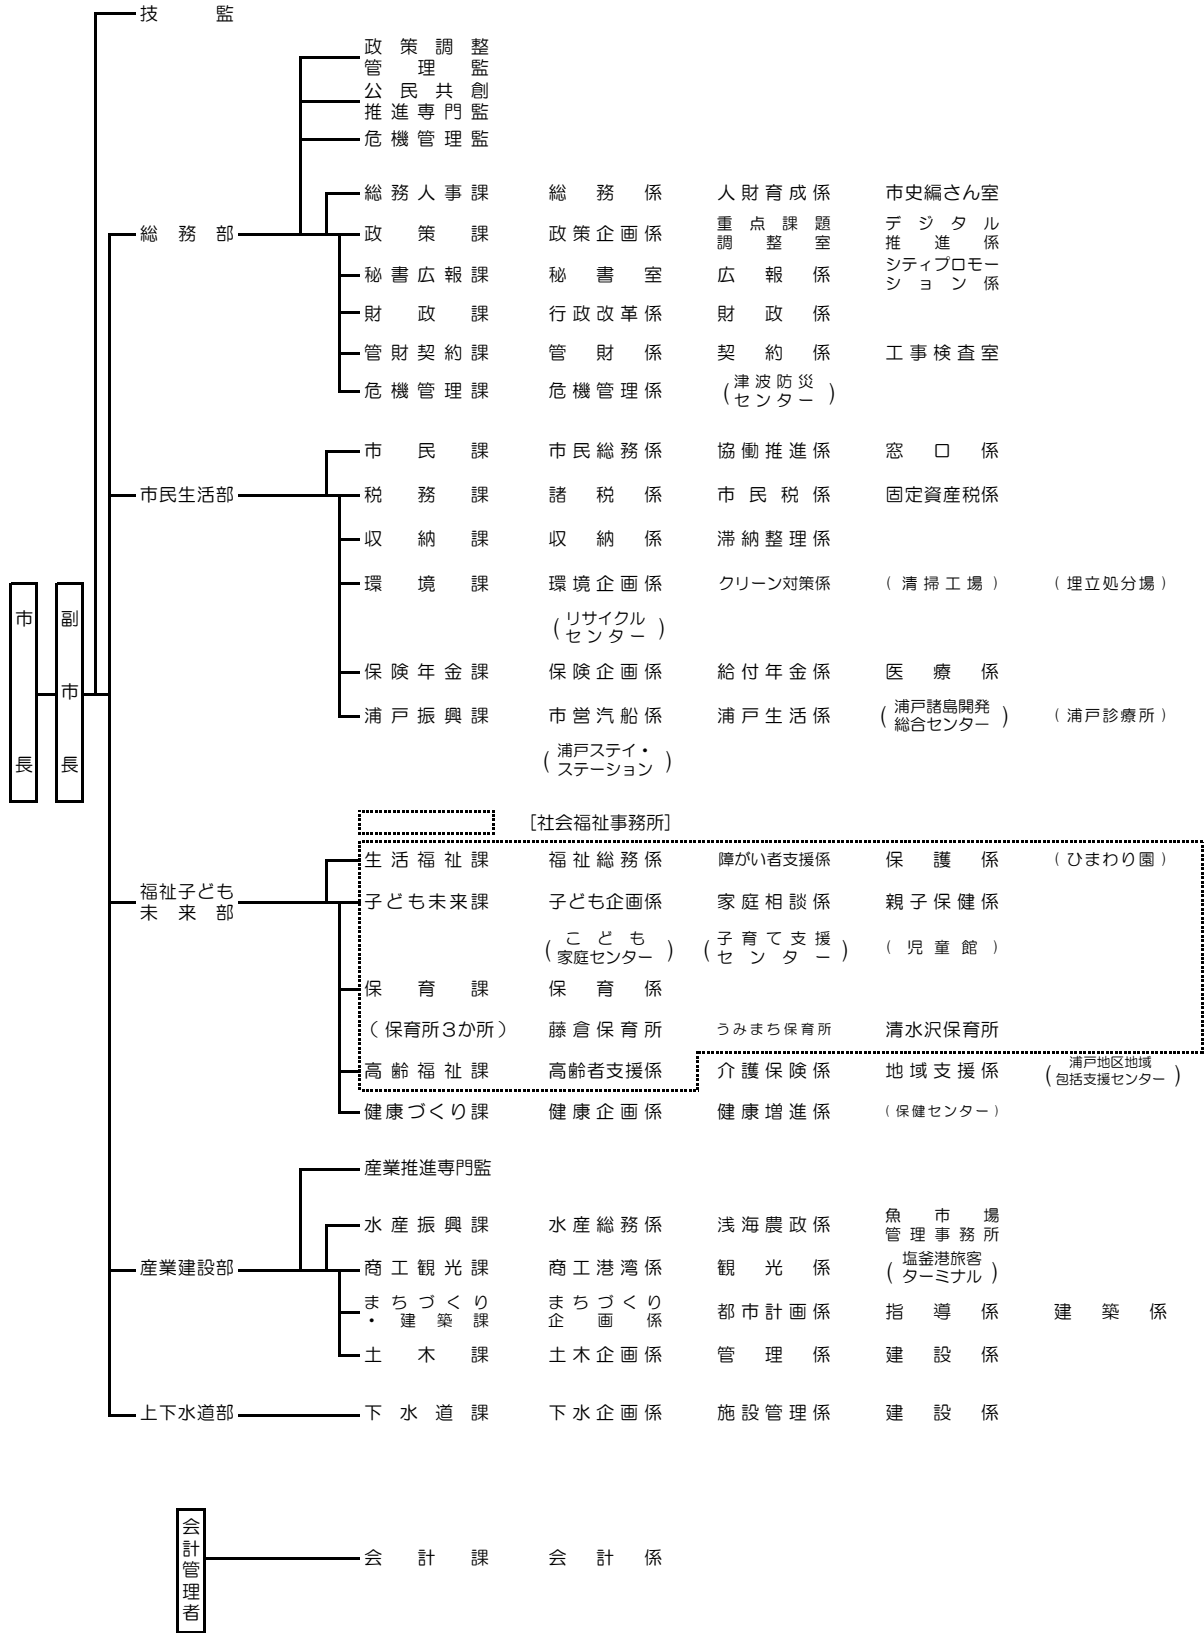 技監
政策調整
管理監
公民共創
推進専門監
危機管理監
総務人事課 総務係 人財育成係 市史編さん室
総務部
政策課 政策企画係 重点課題調整室 デジタル推進係
秘書広報課 秘書室 広報係 シティプロモーション係
財政課 行政改革係 財政係
管財契約課 管財係 契約係 工事検査室
危機管理課 危機管理係 (津波防災センター)
市民課 市民総務係 協働推進係 窓口係
市民生活部
税務課 諸税係 市民税係 固定資産税係
収納課 収納係 滞納整理係
環境課 環境企画係 クリーン対策係 (清掃工場) (埋立処分場)
(リサイクルセンター)
市長
副市長
保険年金課 保険企画係 給付年金係 医療係
浦戸振興課 市営汽船係 浦戸生活係 (浦戸諸島開発総合センター) (浦戸診療所)
(浦戸ステイ・ステーション)
[社会福祉事務所]
生活福祉課 福祉総務係 障がい者支援係 保護係 (ひまわり園)
福祉子ども
未来部
子ども未来課 子ども企画係 家庭相談係 親子保健係
(こども家庭センター) (子育て支援センター) (児童館)
保育課 保育係
(保育所3か所) 藤倉保育所 うみまち保育所 清水沢保育所
高齢福祉課 高齢者支援係 介護保険係 地域支援係 (浦戸地区地域包括支援センター)
健康づくり課 健康企画係 健康増進係 (保健センター)
産業推進専門監
水産振興課 水産総務係 浅海農政係 魚市場管理事務所
産業建設部
商工観光課 商工港湾係 観光係 (塩釜港旅客ターミナル)
まちづくり・建築課 まちづくり企画係 都市計画係 指導係 建築係
土木課 土木企画係 管理係 建設係
上下水道部 下水道課 下水企画係 施設管理係 建設係
会計管理者
会計課 会計係